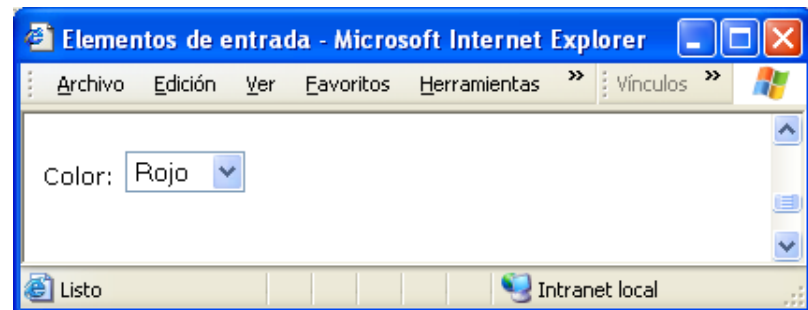 Elementos de entrada - Microsoft Internet Explorer
Archivo Edición Ver Favoritos Herramientas » Vínculos »
Color: Rojo
Listo Intranet local